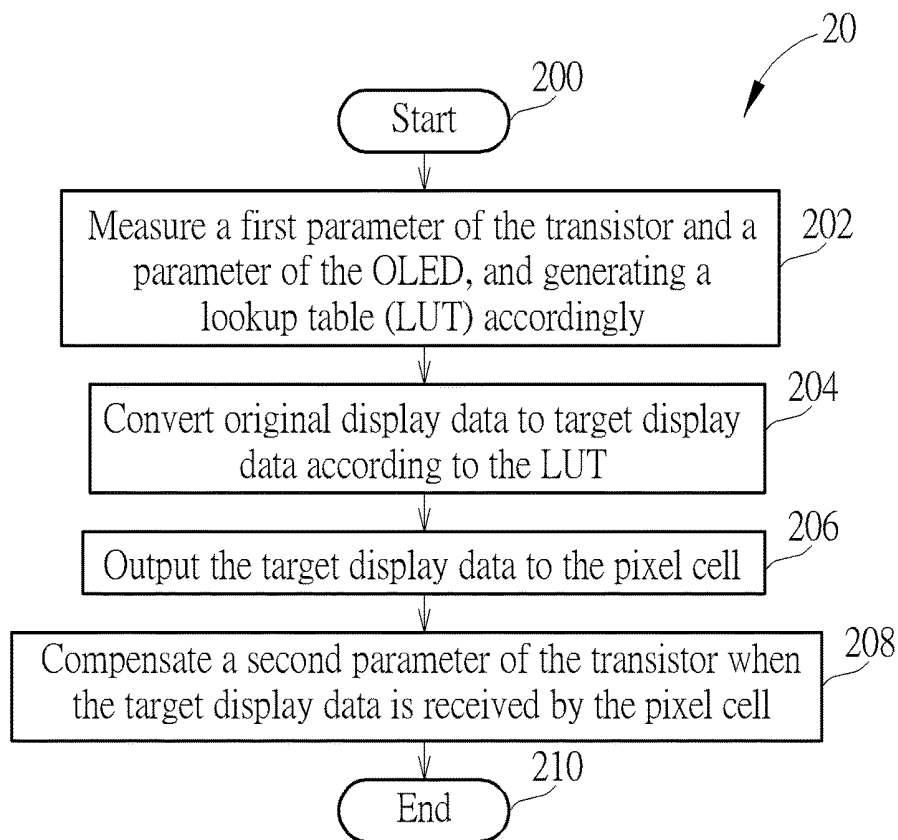 20
200
Start
202
Measure a first parameter of the transistor and a
parameter of the OLED, and generating a
lookup table (LUT) accordingly
204
Convert original display data to target display
data according to the LUT
206
Output the target display data to the pixel cell
208
Compensate a second parameter of the transistor when
the target display data is received by the pixel cell
210
End